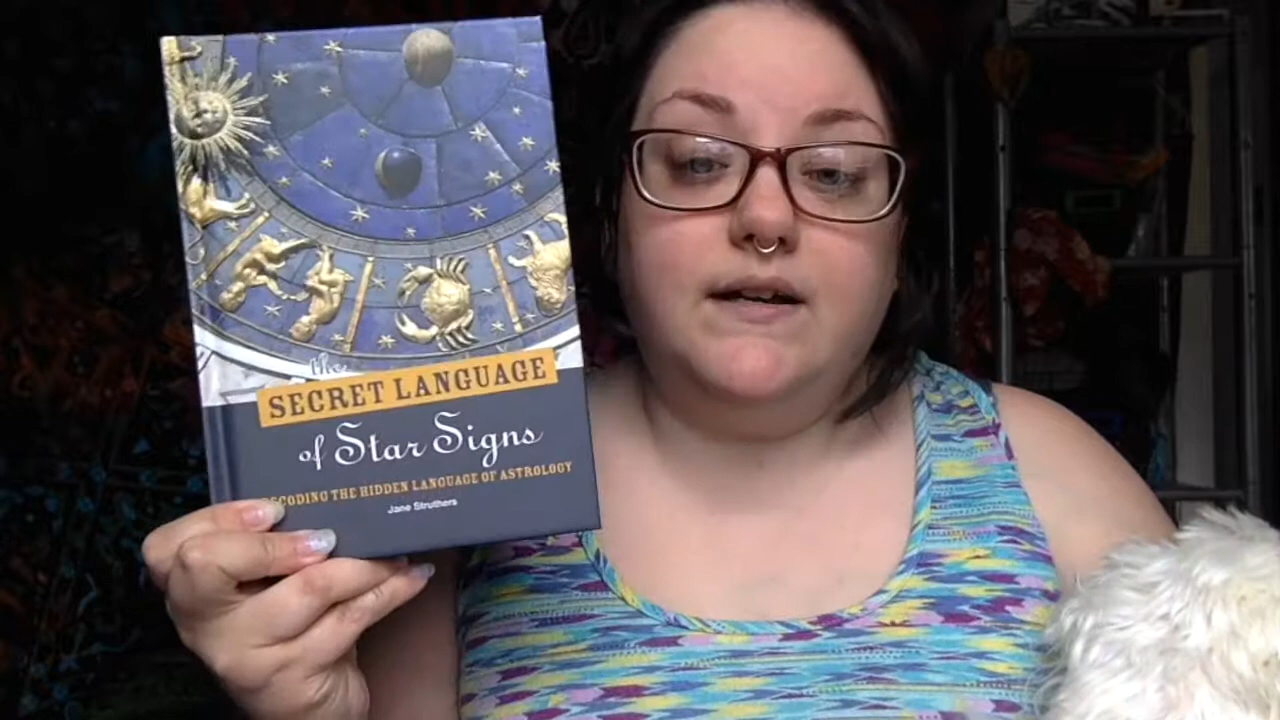 the
SECRET LANGUAGE
of Star Signs
DECODING THE HIDDEN LANGUAGE OF ASTROLOGY
Jane Struthers